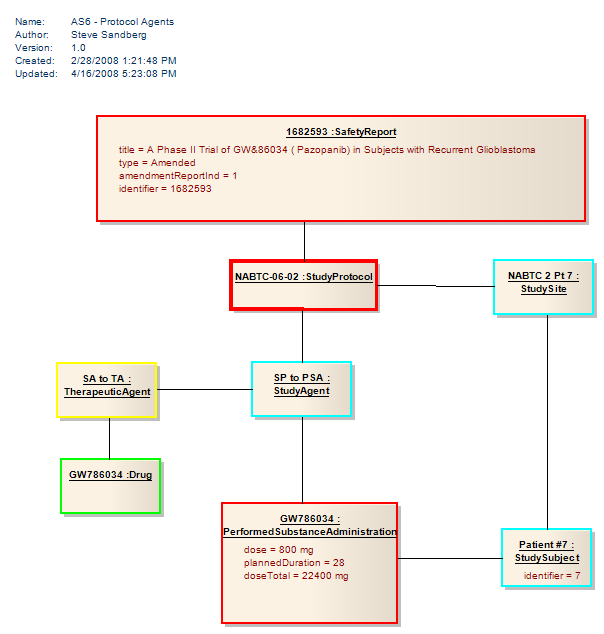 Name: AS6 - Protocol Agents
Author: Steve Sandberg
Version: 1.0
Created: 2/28/2008 1:21:48 PM
Updated: 4/16/2008 5:23:08 PM
1682593 :SafetyReport
title = A Phase II Trial of GW&86034 ( Pazopanib) in Subjects with Recurrent Glioblastoma
type = Amended
amendmentReportInd = 1
identifier = 1682593
NABTC-06-02 :StudyProtocol
NABTC 2 Pt 7 :
StudySite
SA to TA :
TherapeuticAgent
SP to PSA :
StudyAgent
GW786034 :Drug
GW786034 :
PerformedSubstanceAdministration
dose = 800 mg
plannedDuration = 28
doseTotal = 22400 mg
Patient #7 :
StudySubject
identifier = 7